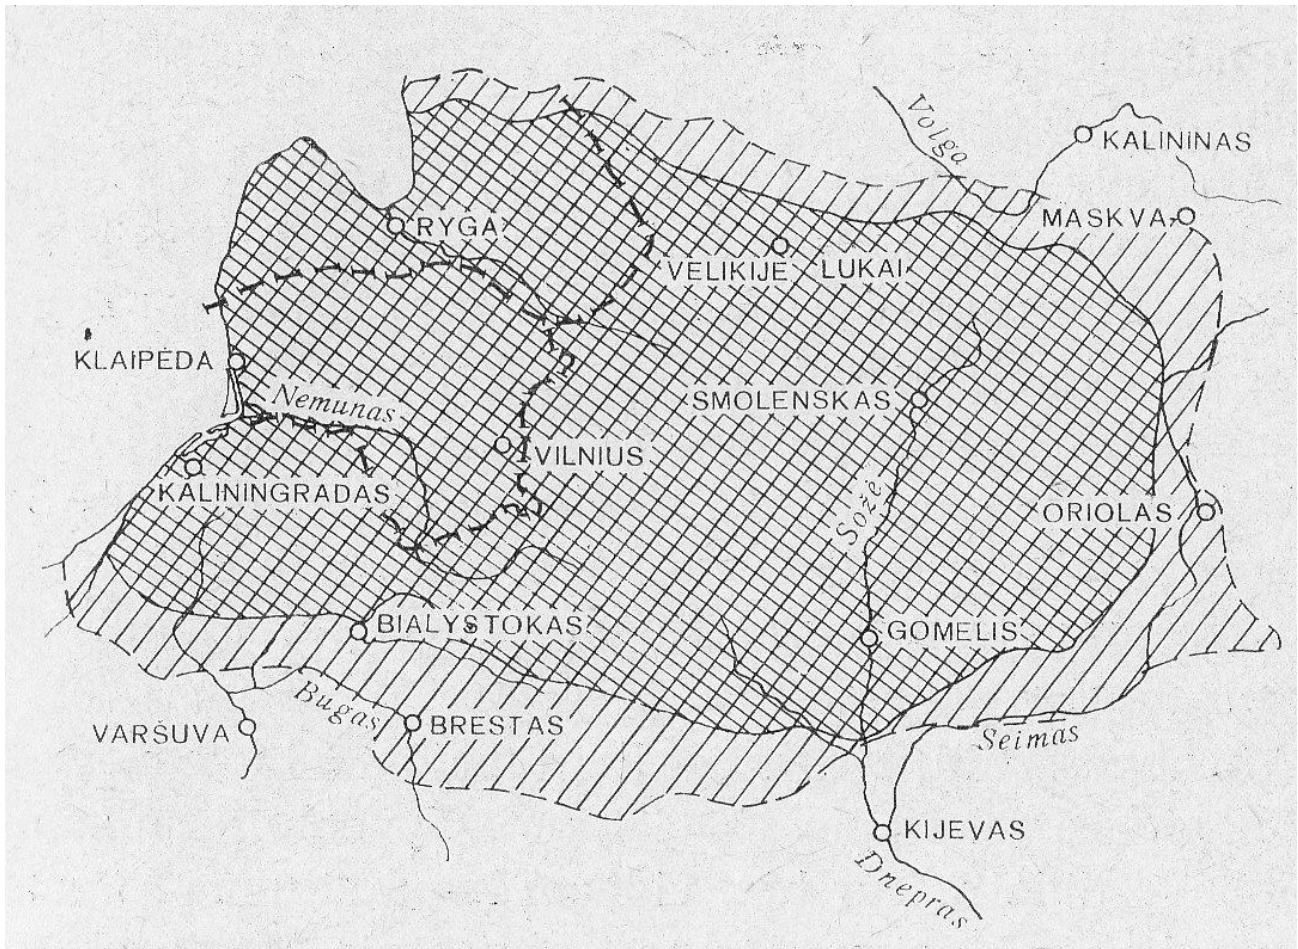 Volga
KALININAS
MASKVA
RYGA
VELIKIJE LUKAI
KLAIPĖDA
Nemunas
SMOLENSKAS
VILNIUS
KALININGRADAS
Sožė
ORIOLAS
BIALYSTOKAS
GOMELIS
Bugas
VARŠUVA
BRESTAS
Seimas
KIJEVAS
Dnepras